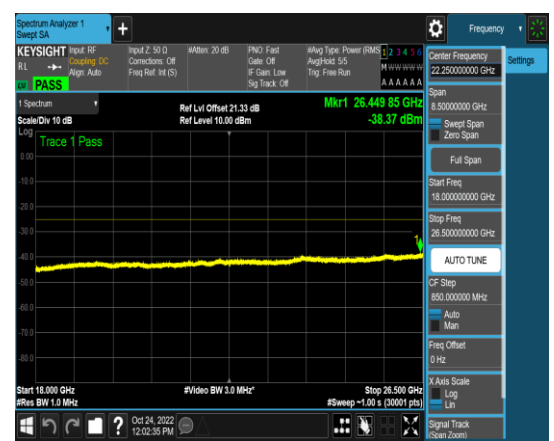 Spectrum Analyzer 1
Swept SA
+
Frequency
KEYSIGHT
Input: RF
Input Z: 50 Ω
#Atten: 20 dB
PNO: Fast
#Avg Type: Power (RMS
1 2 3 4 5 6
RL
Coupling: DC
Corrections: Off
Gate: Off
Avg|Hold: 5/5
M W W W W W
Align: Auto
Freq Ref: Int (S)
IF Gain: Low
Trig: Free Run
Sig Track: Off
A A A A A A
PASS
1 Spectrum
Ref Lvl Offset 21.33 dB
Mkr1 26.449 85 GHz
Scale/Div 10 dB
Ref Level 10.00 dBm
-38.37 dBm
Log
Trace 1 Pass
0.00
-10.0
-20.0
-30.0
1
-40.0
-50.0
-60.0
-70.0
-80.0
Start 18.000 GHz
#Video BW 3.0 MHz*
Stop 26.500 GHz
#Res BW 1.0 MHz
#Sweep ~1.00 s (30001 pts)
?
Oct 24, 2022
12:02:35 PM
Center Frequency
22.250000000 GHz
Settings
Span
8.50000000 GHz
Swept Span
Zero Span
Full Span
Start Freq
18.000000000 GHz
Stop Freq
26.500000000 GHz
AUTO TUNE
CF Step
850.000000 MHz
Auto
Man
Freq Offset
0 Hz
X Axis Scale
Log
Lin
Signal Track
(Span Zoom)